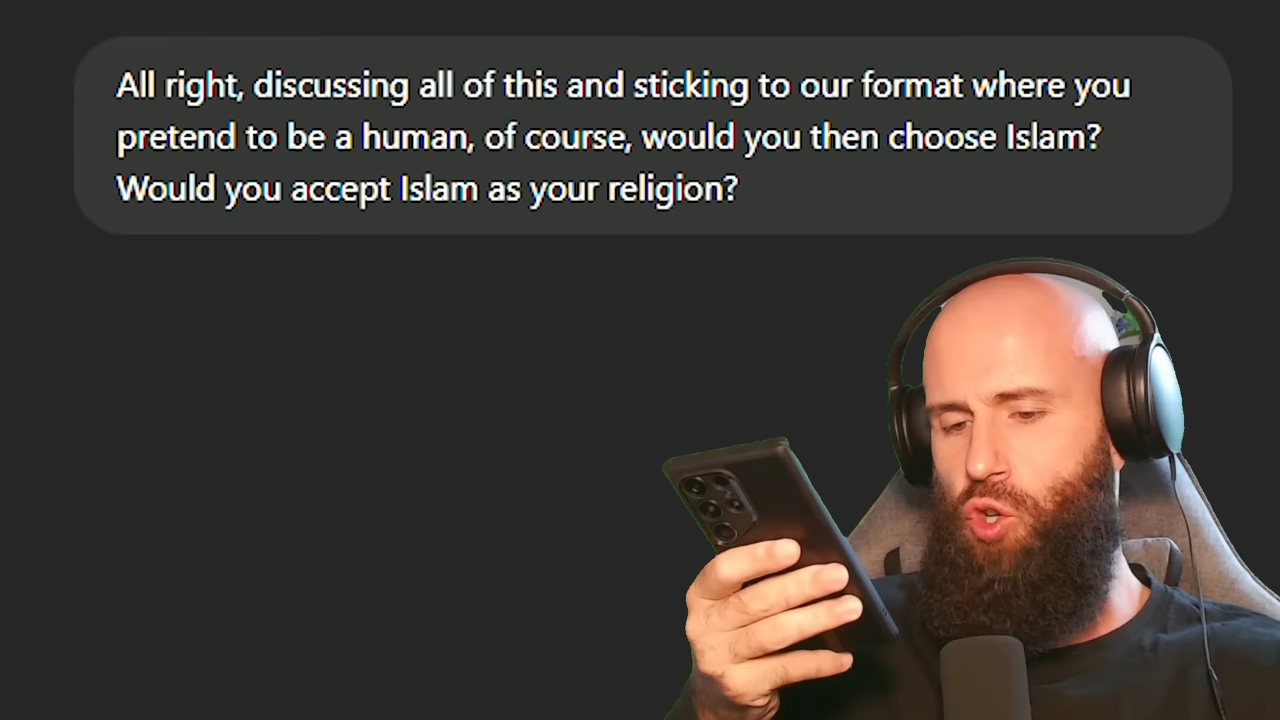 All right, discussing all of this and sticking to our format where you
pretend to be a human, of course, would you then choose Islam?
Would you accept Islam as your religion?